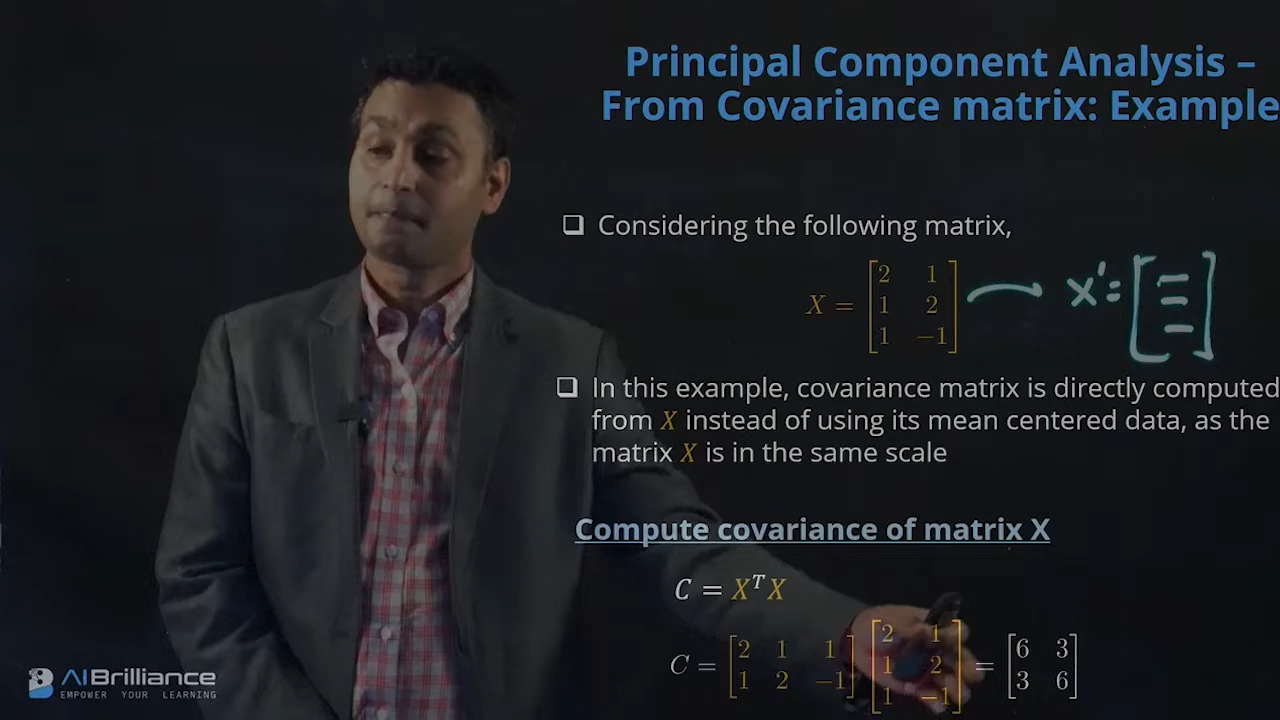 Principal Component Analysis –
From Covariance matrix: Example
❑ Considering the following matrix,
X = [2 1; 1 2; 1 −1] → x' = [ ]
❑ In this example, covariance matrix is directly computed
from X instead of using its mean centered data, as the
matrix X is in the same scale
Compute covariance of matrix X
C = XᵀX
C = [2 1 1; 1 2 −1] [2 1; 1 2; 1 −1] = [6 3; 3 6]
AIBrilliance
EMPOWER YOUR LEARNING